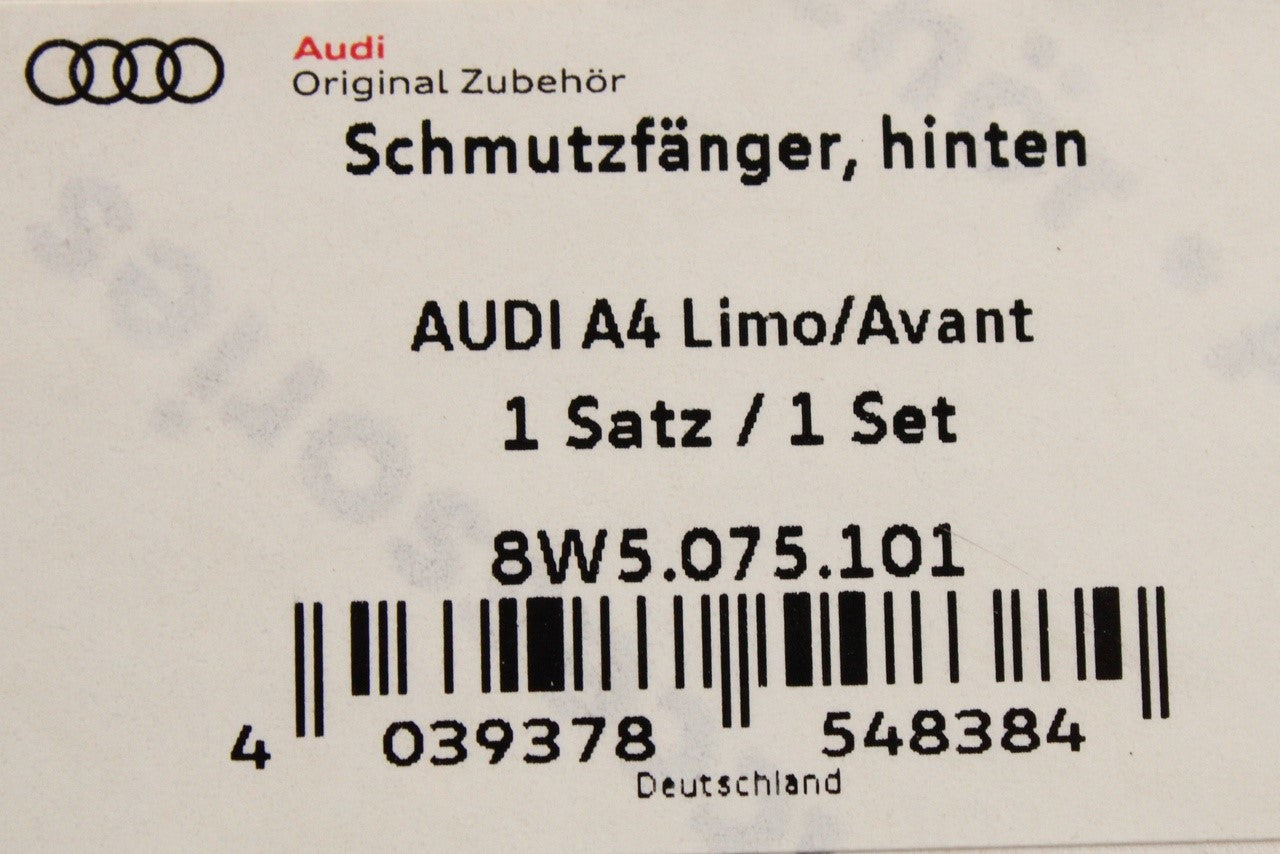 Audi
Original Zubehör
Schmutzfänger, hinten
AUDI A4 Limo/Avant
1 Satz / 1 Set
8W5.075.101
4 039378 548384
Deutschland